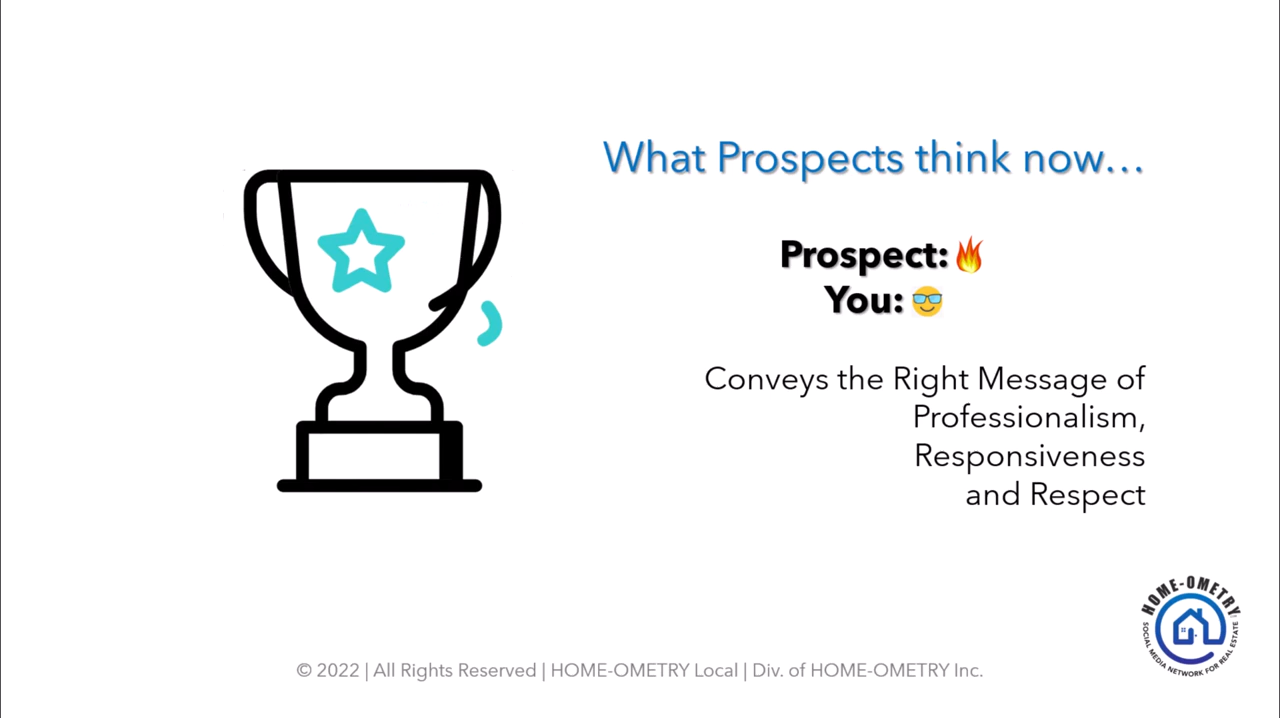 What Prospects think now...
Prospect: 🔥
You: 😎
Conveys the Right Message of
Professionalism,
Responsiveness
and Respect
HOME-OMETRY
SOCIAL MEDIA NETWORK FOR REAL ESTATE
© 2022 | All Rights Reserved | HOME-OMETRY Local | Div. of HOME-OMETRY Inc.